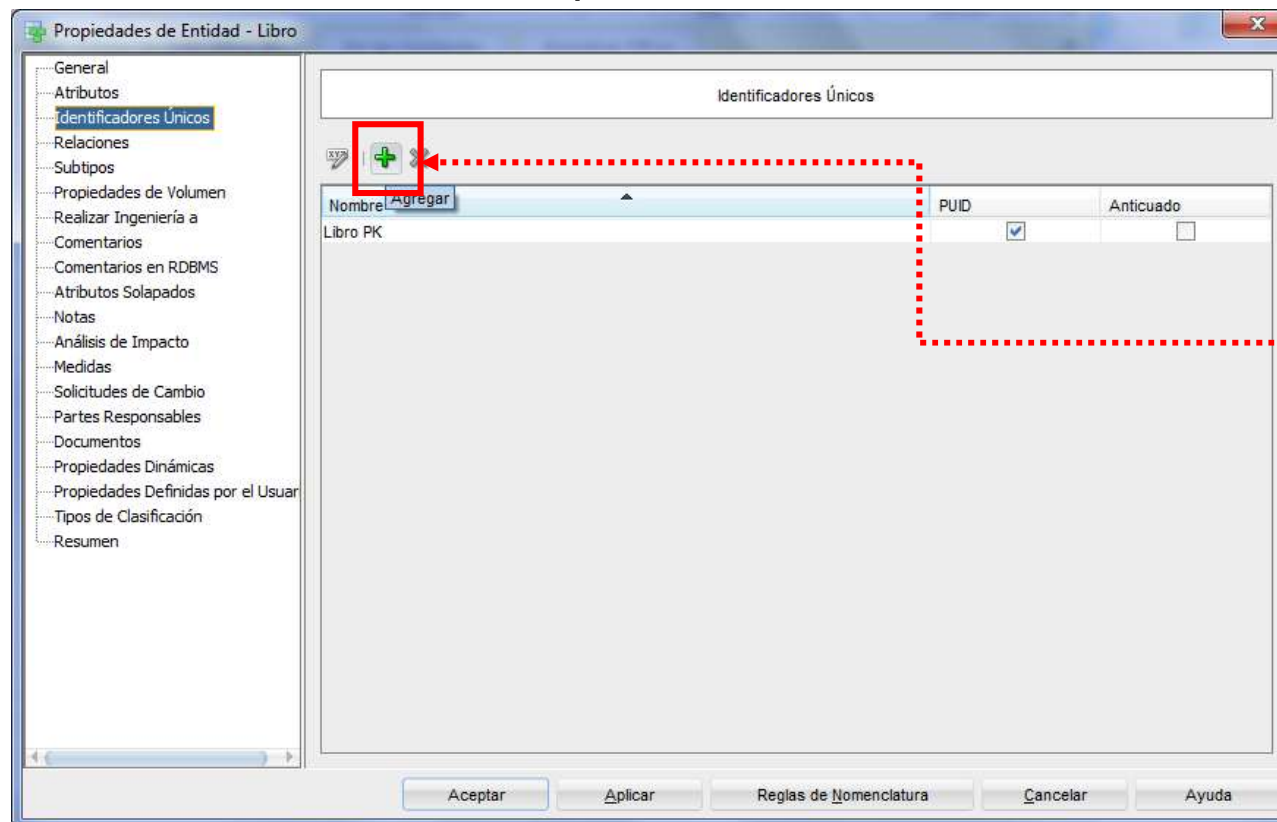 Propiedades de Entidad - Libro
General
Atributos
Identificadores Únicos
Relaciones
Subtipos
Propiedades de Volumen
Realizar Ingeniería a
Comentarios
Comentarios en RDBMS
Atributos Solapados
Notas
Análisis de Impacto
Medidas
Solicitudes de Cambio
Partes Responsables
Documentos
Propiedades Dinámicas
Propiedades Definidas por el Usuar
Tipos de Clasificación
Resumen
Identificadores Únicos
XYZ
Agregar
Nombre PUID Anticuado
Libro PK
Aceptar Aplicar Reglas de Nomenclatura Cancelar Ayuda